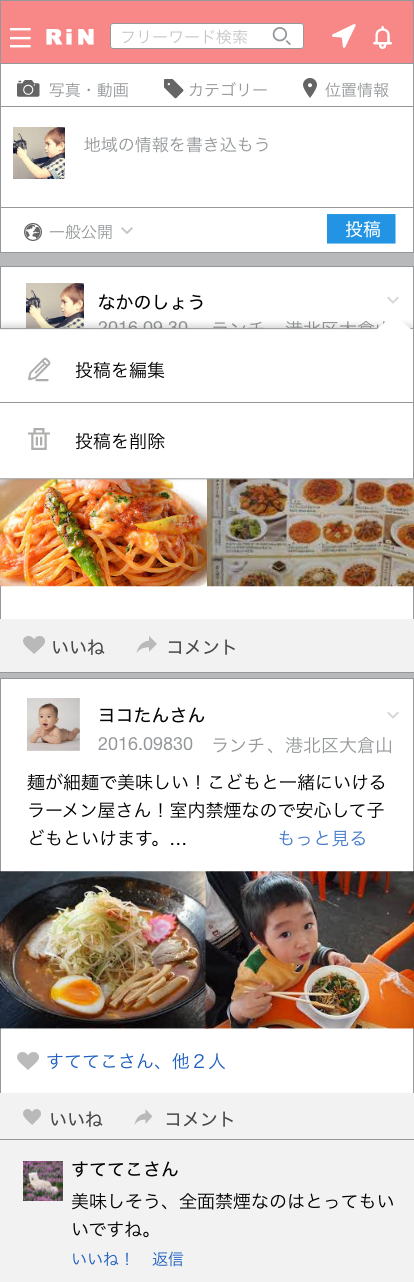 RiN フリーワード検索
写真・動画 カテゴリー 位置情報
地域の情報を書き込もう
一般公開 投稿
なかのしょう
2016.09.30 ランチ、港北区大倉山
投稿を編集
投稿を削除
いいね コメント
ヨコたんさん
2016.09830 ランチ、港北区大倉山
麺が細麺で美味しい！こどもと一緒にいける
ラーメン屋さん！室内禁煙なので安心して子
どもといけます。… もっと見る
すててこさん、他２人
いいね コメント
すててこさん
美味しそう、全面禁煙なのはとってもい
いですね。
いいね！ 返信